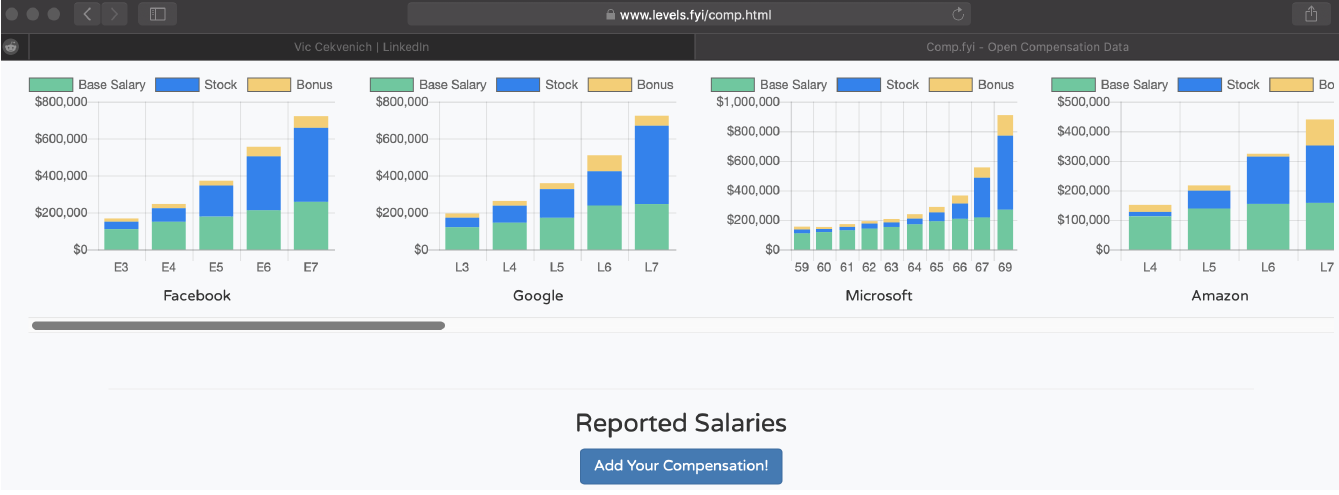 www.levels.fyi/comp.html
Vic Cekvenich | LinkedIn
Comp.fyi - Open Compensation Data
Base Salary Stock Bonus
$800,000
$600,000
$400,000
$200,000
$0
E3 E4 E5 E6 E7
Facebook
Base Salary Stock Bonus
$800,000
$600,000
$400,000
$200,000
$0
L3 L4 L5 L6 L7
Google
Base Salary Stock Bonus
$1,000,000
$800,000
$600,000
$400,000
$200,000
$0
59 60 61 62 63 64 65 66 67 69
Microsoft
Base Salary Stock Bo
$500,000
$400,000
$300,000
$200,000
$100,000
$0
L4 L5 L6 L7
Amazon
Reported Salaries
Add Your Compensation!